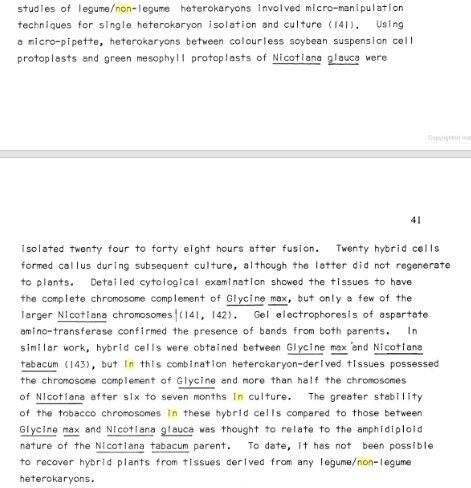 studies of legume/non-legume heterokaryons involved micro-manipulation
techniques for single heterokaryon isolation and culture (141). Using
a micro-pipette, heterokaryons between colourless soybean suspension cell
protoplasts and green mesophyll protoplasts of Nicotiana glauca were
Copyrighted mat
41
isolated twenty four to forty eight hours after fusion. Twenty hybrid cells
formed callus during subsequent culture, although the latter did not regenerate
to plants. Detailed cytological examination showed the tissues to have
the complete chromosome complement of Glycine max, but only a few of the
larger Nicotiana chromosomes (141, 142). Gel electrophoresis of aspartate
amino-transferase confirmed the presence of bands from both parents. In
similar work, hybrid cells were obtained between Glycine max and Nicotiana
tabacum (143), but in this combination heterokaryon-derived tissues possessed
the chromosome complement of Glycine and more than half the chromosomes
of Nicotiana after six to seven months in culture. The greater stability
of the tobacco chromosomes in these hybrid cells compared to those between
Glycine max and Nicotiana glauca was thought to relate to the amphidiploid
nature of the Nicotiana tabacum parent. To date, it has not been possible
to recover hybrid plants from tissues derived from any legume/non-legume
heterokaryons.